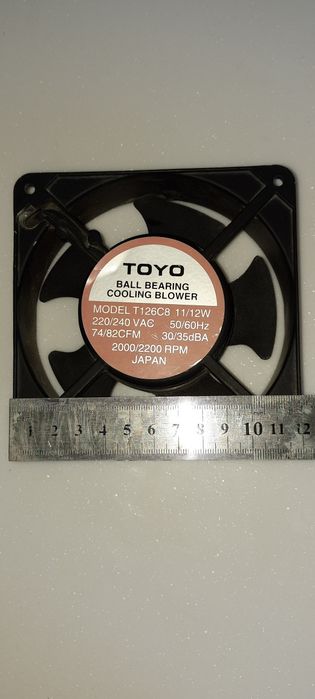 TOYO
BALL BEARING
COOLING BLOWER
MODEL T126C8 11/12W
220/240 VAC 50/60Hz
74/82CFM 30/35dBA
2000/2200 RPM
JAPAN
1 2 3 4 5 6 7 8 9 10 11 12